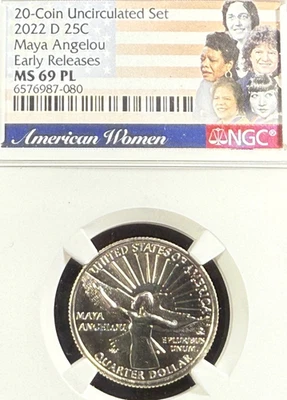 20-Coin Uncirculated Set
2022 D 25C
Maya Angelou
Early Releases
MS 69 PL
6576987-080
American Women
NGC®
UNITED STATES OF AMERICA
MAYA
ANGELOU
E PLURIBUS
UNUM
QUARTER DOLLAR